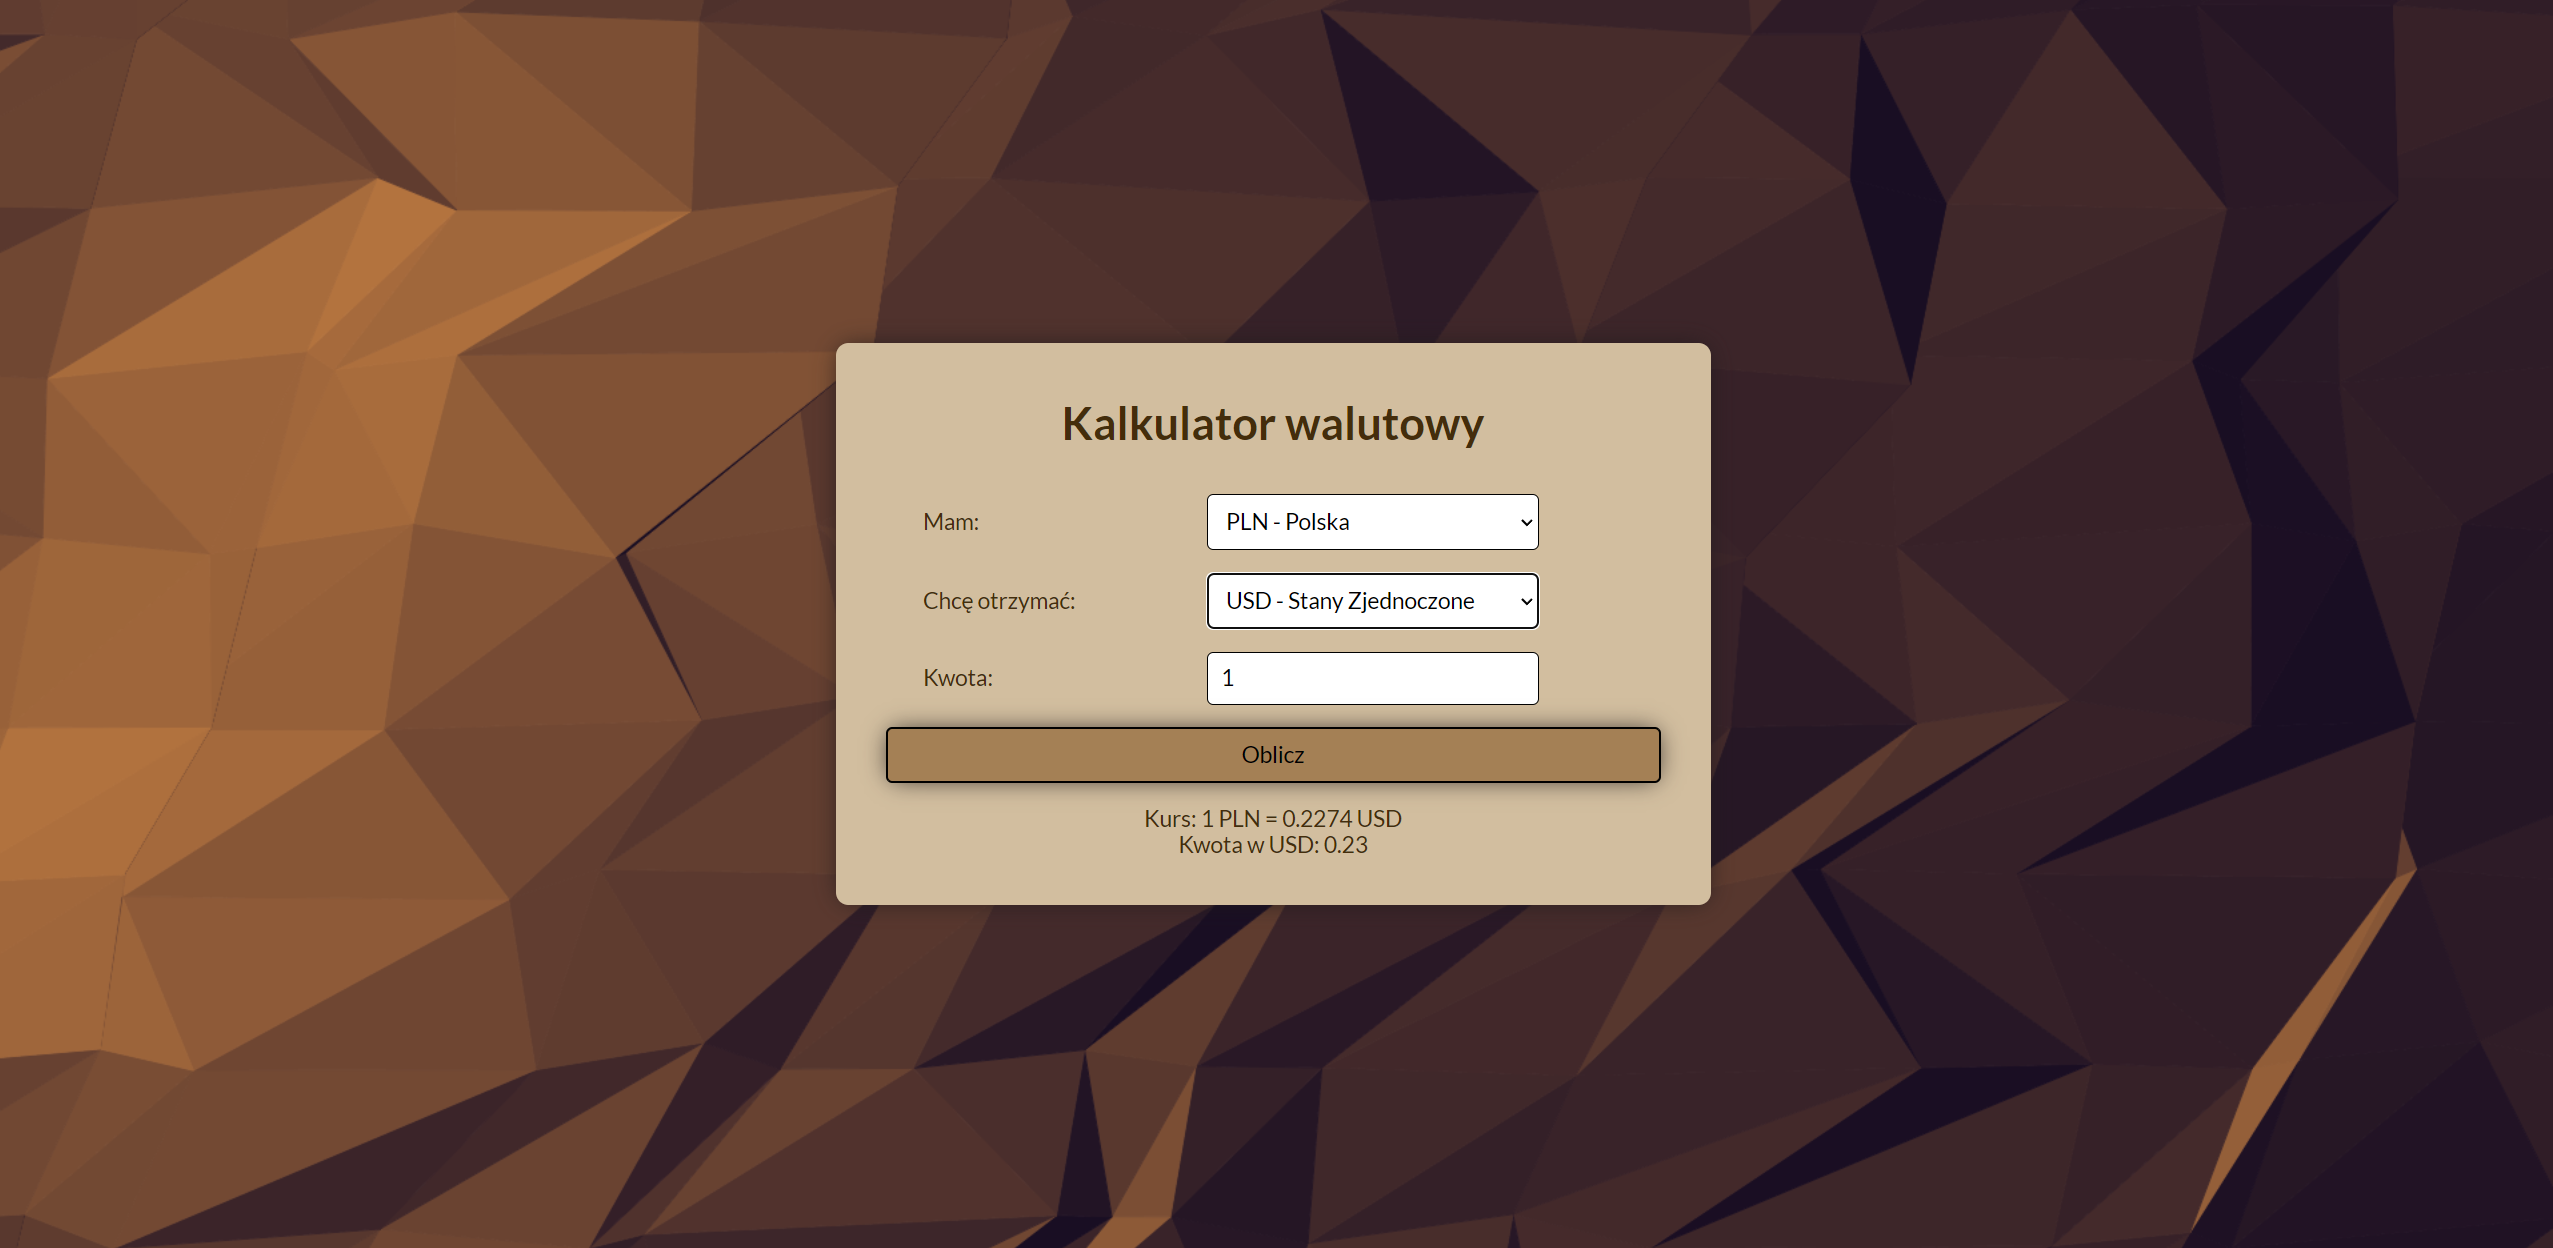 Kalkulator walutowy
Mam:
PLN - Polska
Chcę otrzymać:
USD - Stany Zjednoczone
Kwota:
1
Oblicz
Kurs: 1 PLN = 0.2274 USD
Kwota w USD: 0.23